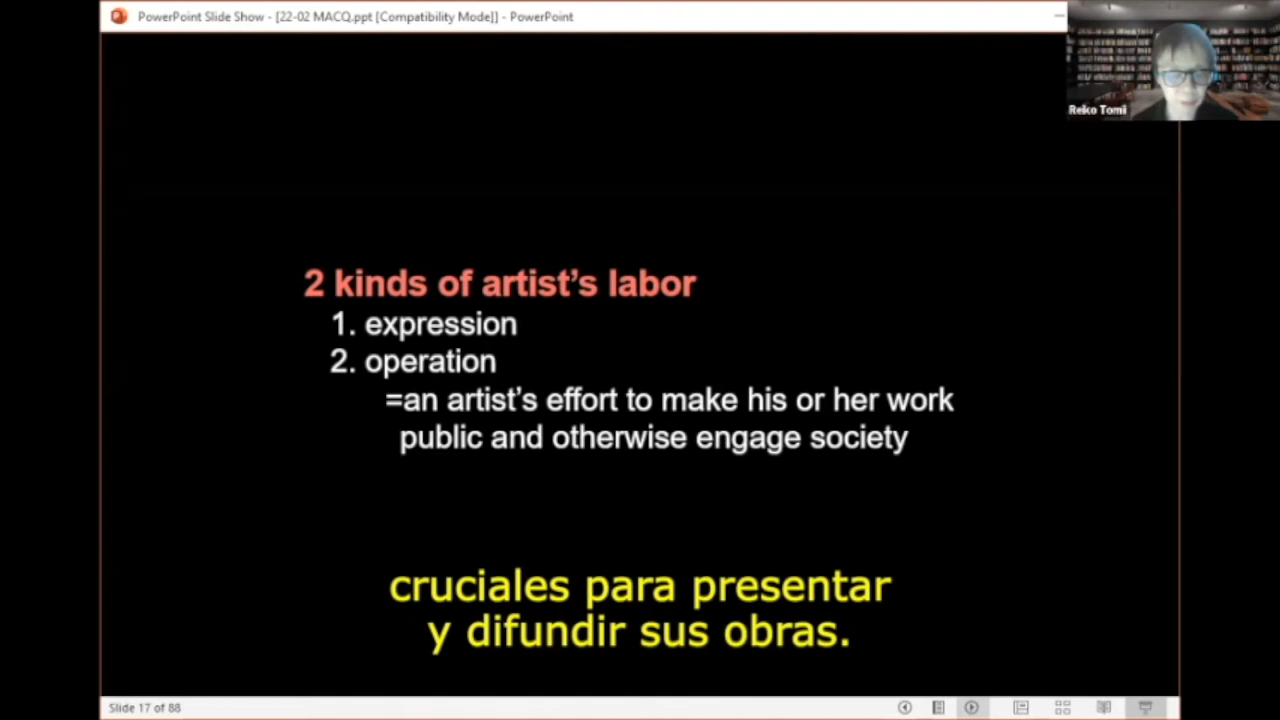 PowerPoint Slide Show - [22-02 MACQ.ppt [Compatibility Mode]] - PowerPoint
Reiko Tomii
2 kinds of artist’s labor
1. expression
2. operation
=an artist’s effort to make his or her work
public and otherwise engage society
cruciales para presentar
y difundir sus obras.
Slide 17 of 88